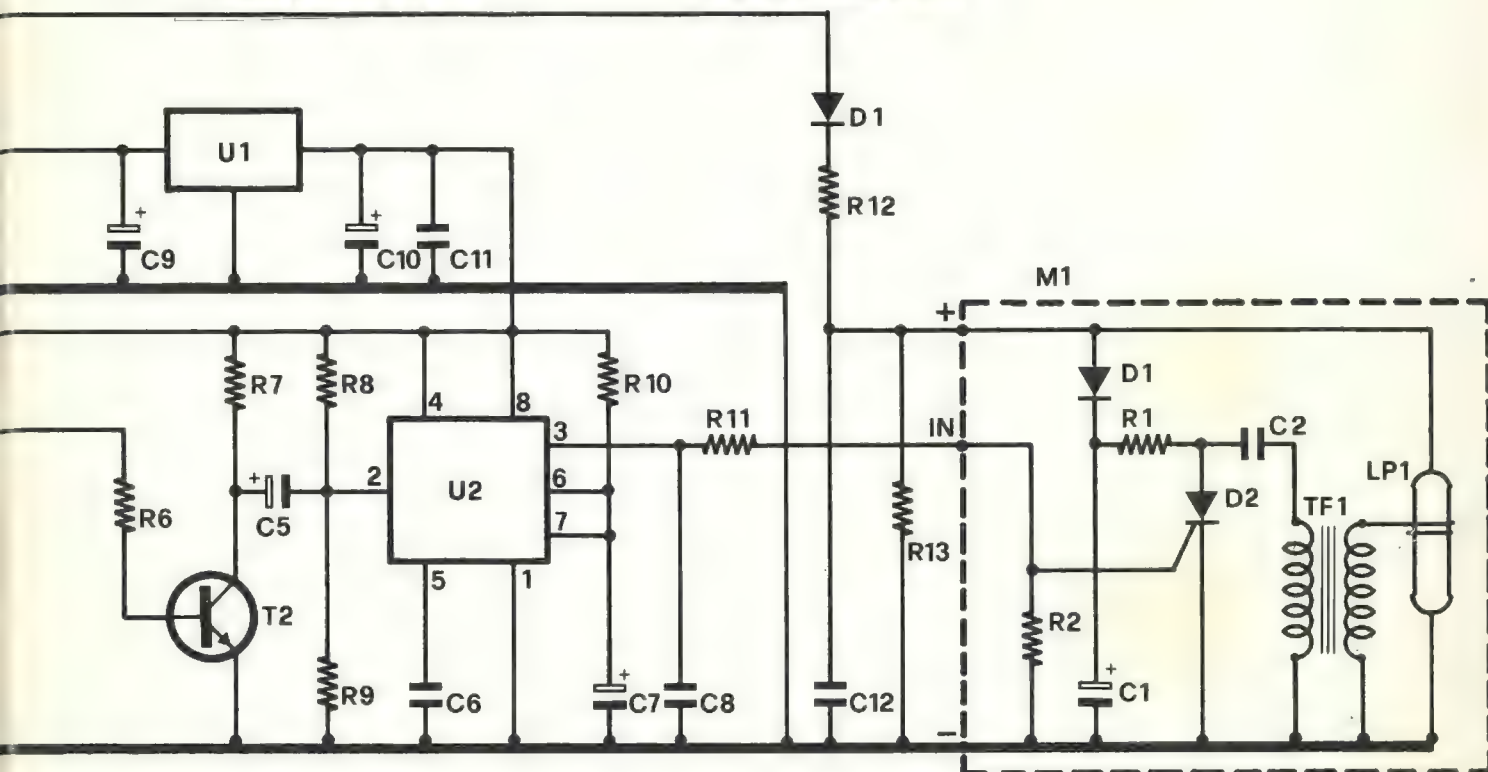 D1
U1
R12
+
+
C9
C10
C11
M1
+
R7
R8
R10
D1
4
8
R11
R1
C2
3
IN
LP1
+
2
U2
6
D2
TF1
R6
C5
7
R13
5
1
T2
R2
+
+
R9
C6
C7
C8
C12
C1
−